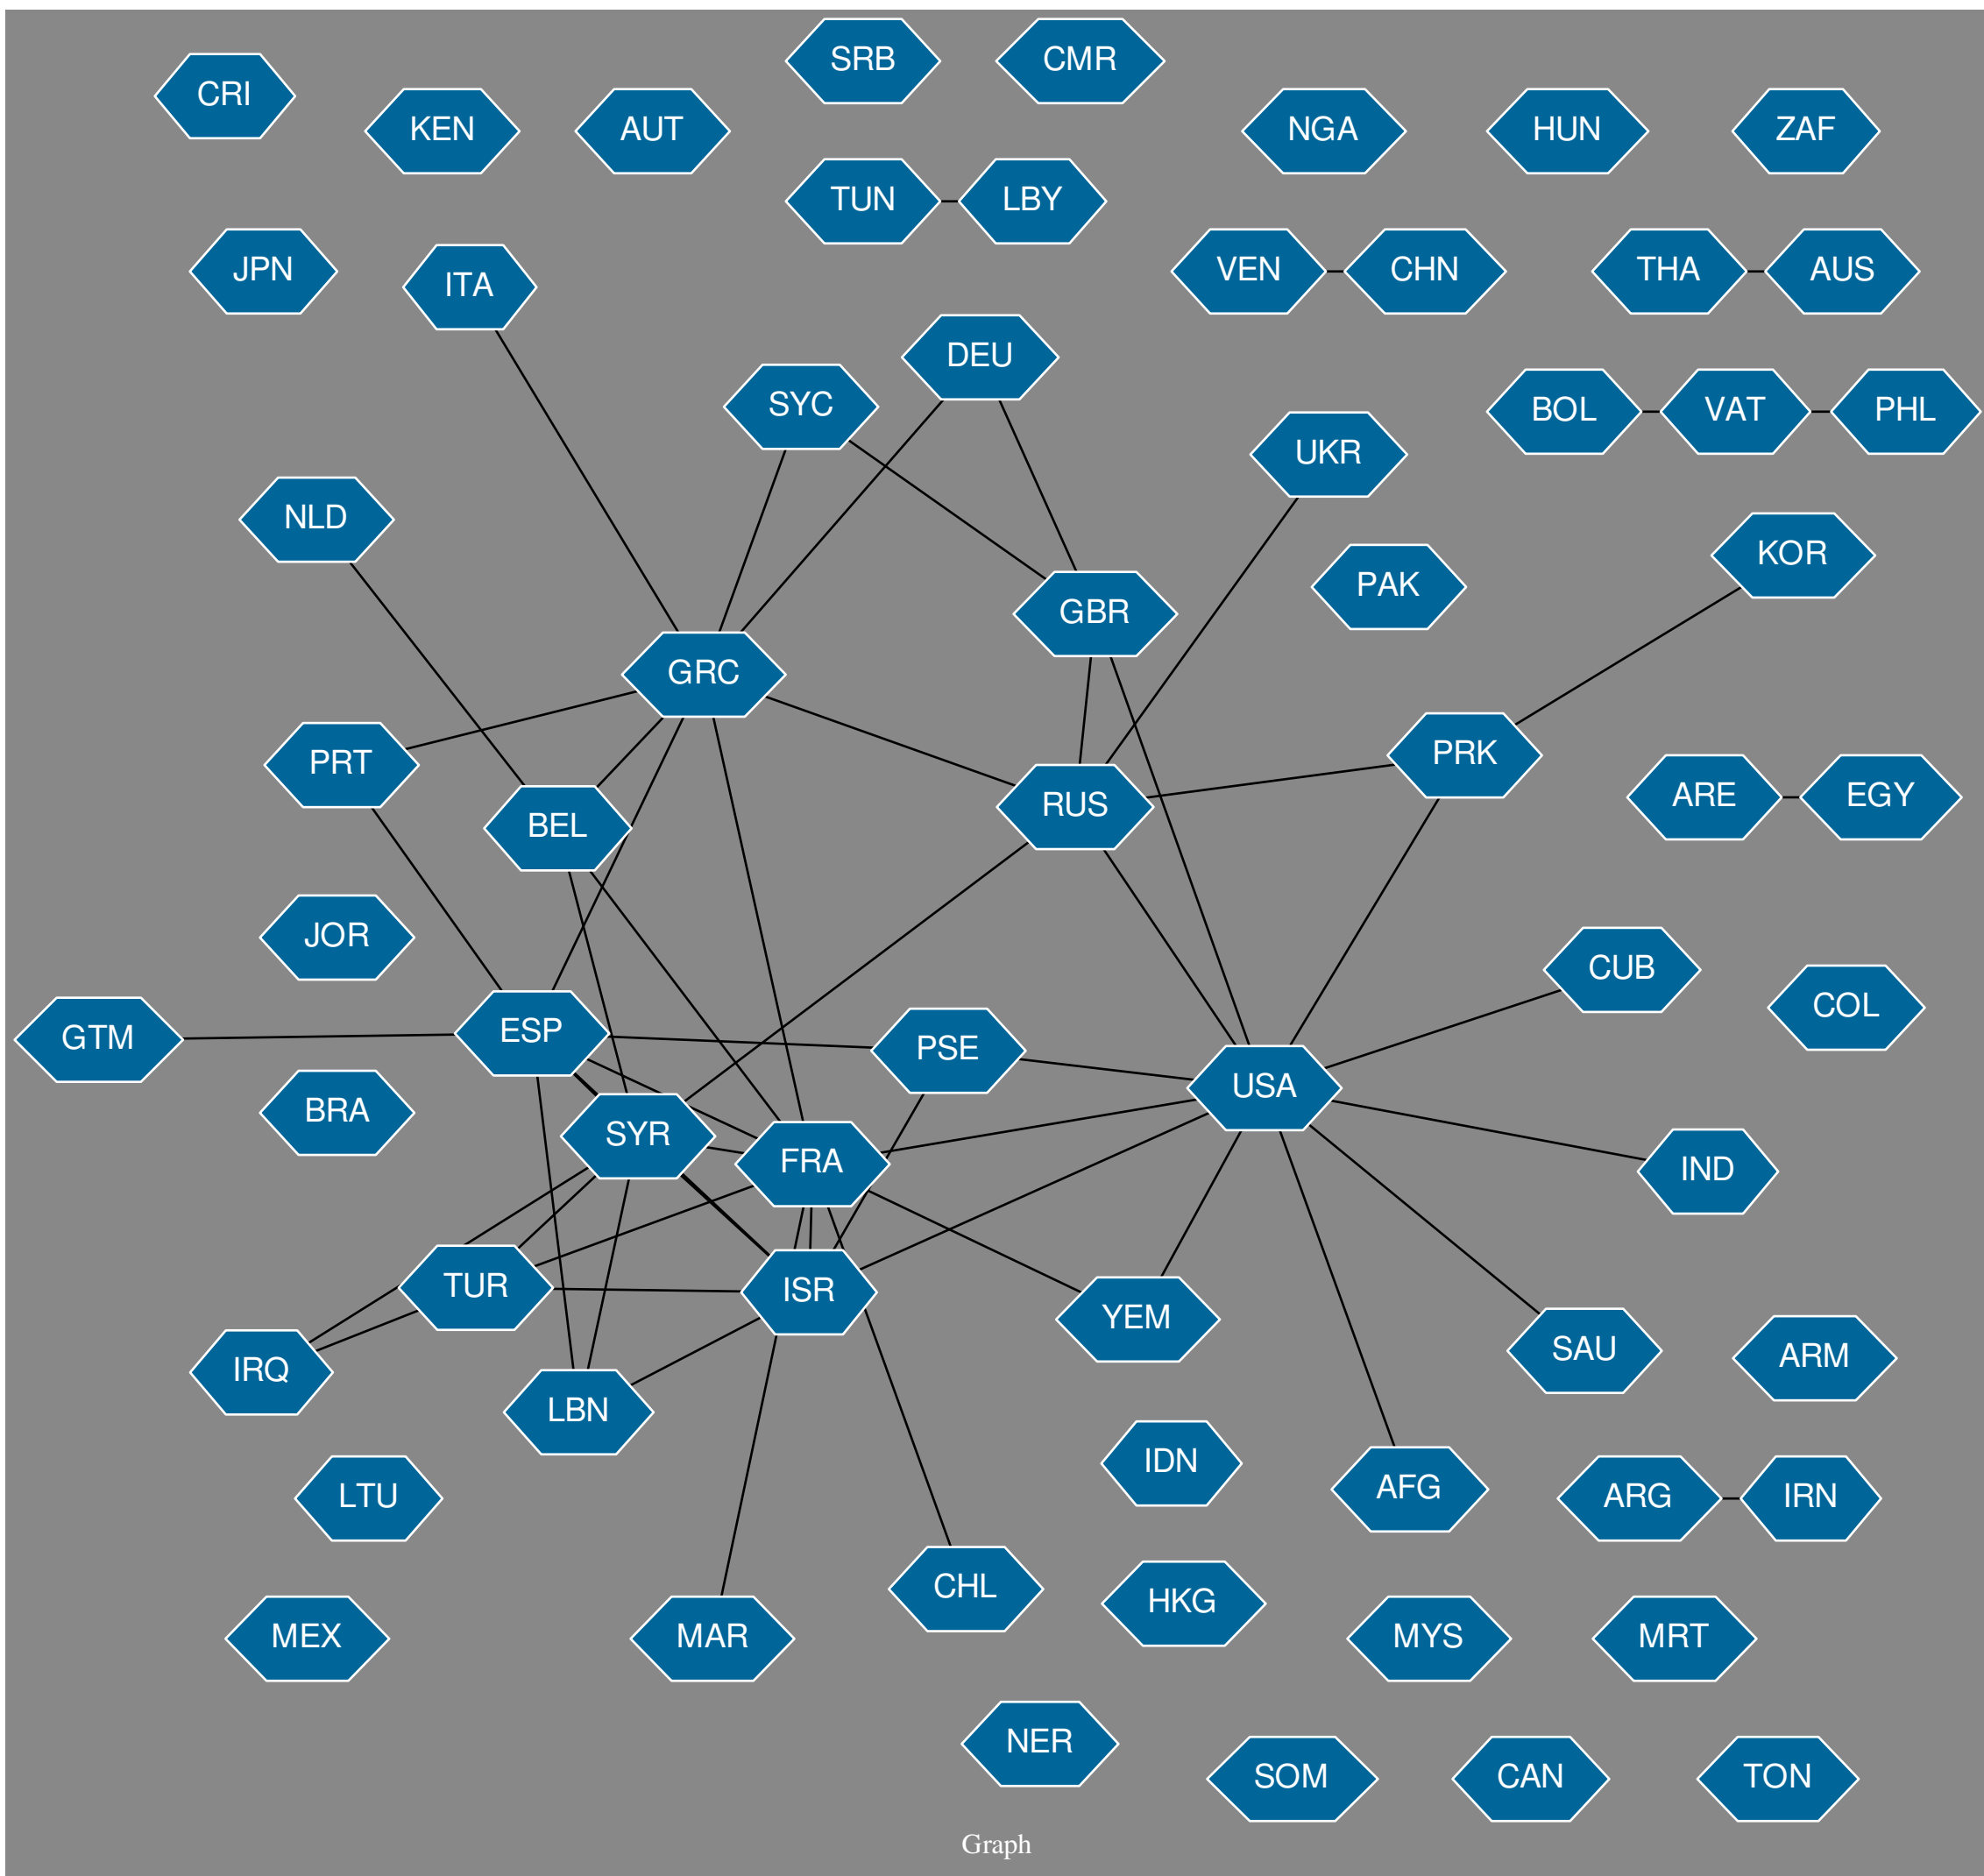 SRB
CMR
CRI
KEN
AUT
NGA
HUN
ZAF
TUN
LBY
JPN
ITA
VEN
CHN
THA
AUS
DEU
SYC
BOL
VAT
PHL
UKR
NLD
KOR
PAK
GBR
GRC
PRT
PRK
BEL
RUS
ARE
EGY
JOR
CUB
COL
GTM
ESP
PSE
USA
BRA
SYR
FRA
IND
TUR
ISR
YEM
SAU
ARM
IRQ
LBN
IDN
AFG
LTU
ARG
IRN
CHL
HKG
MEX
MAR
MYS
MRT
NER
SOM
CAN
TON
Graph